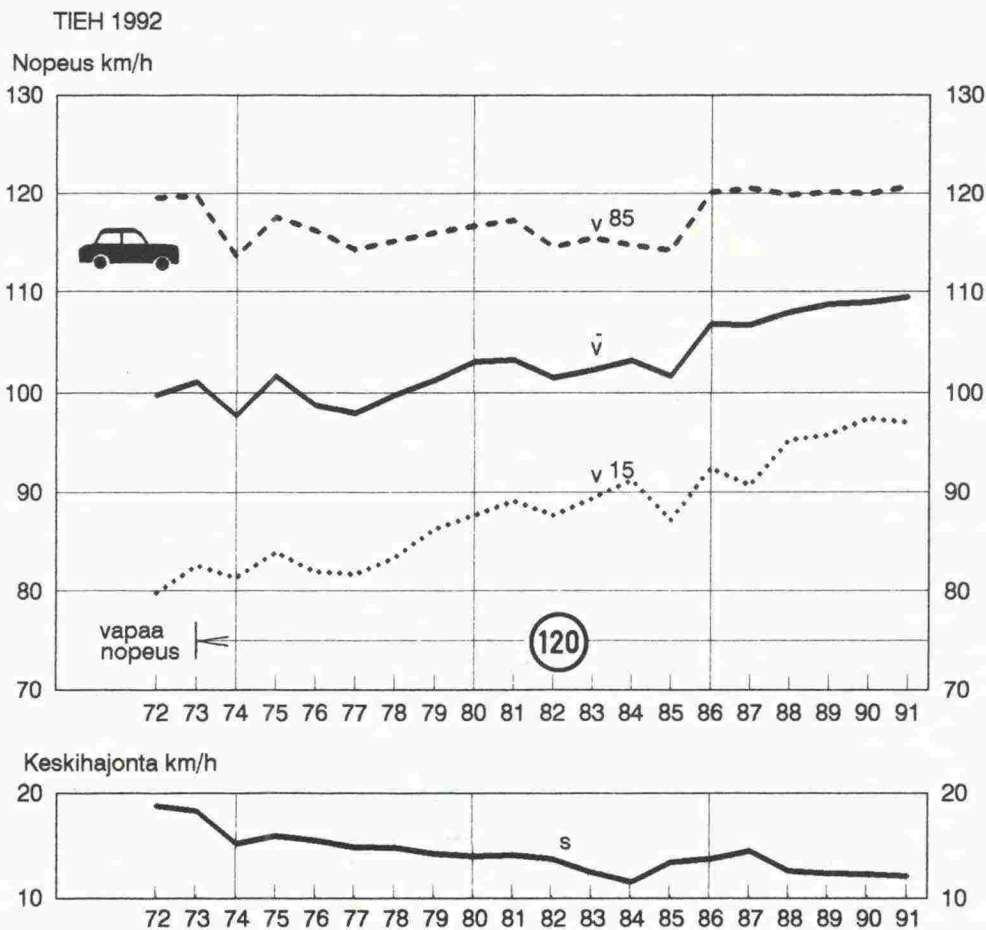 TIEH 1992
Nopeus km/h
130 130
120 120
v 85
110 110
v̄
100 100
v 15
90 90
80 80
vapaa
nopeus
120
70 70
72 73 74 75 76 77 78 79 80 81 82 83 84 85 86 87 88 89 90 91
Keskihajonta km/h
20 20
s
10 10
72 73 74 75 76 77 78 79 80 81 82 83 84 85 86 87 88 89 90 91